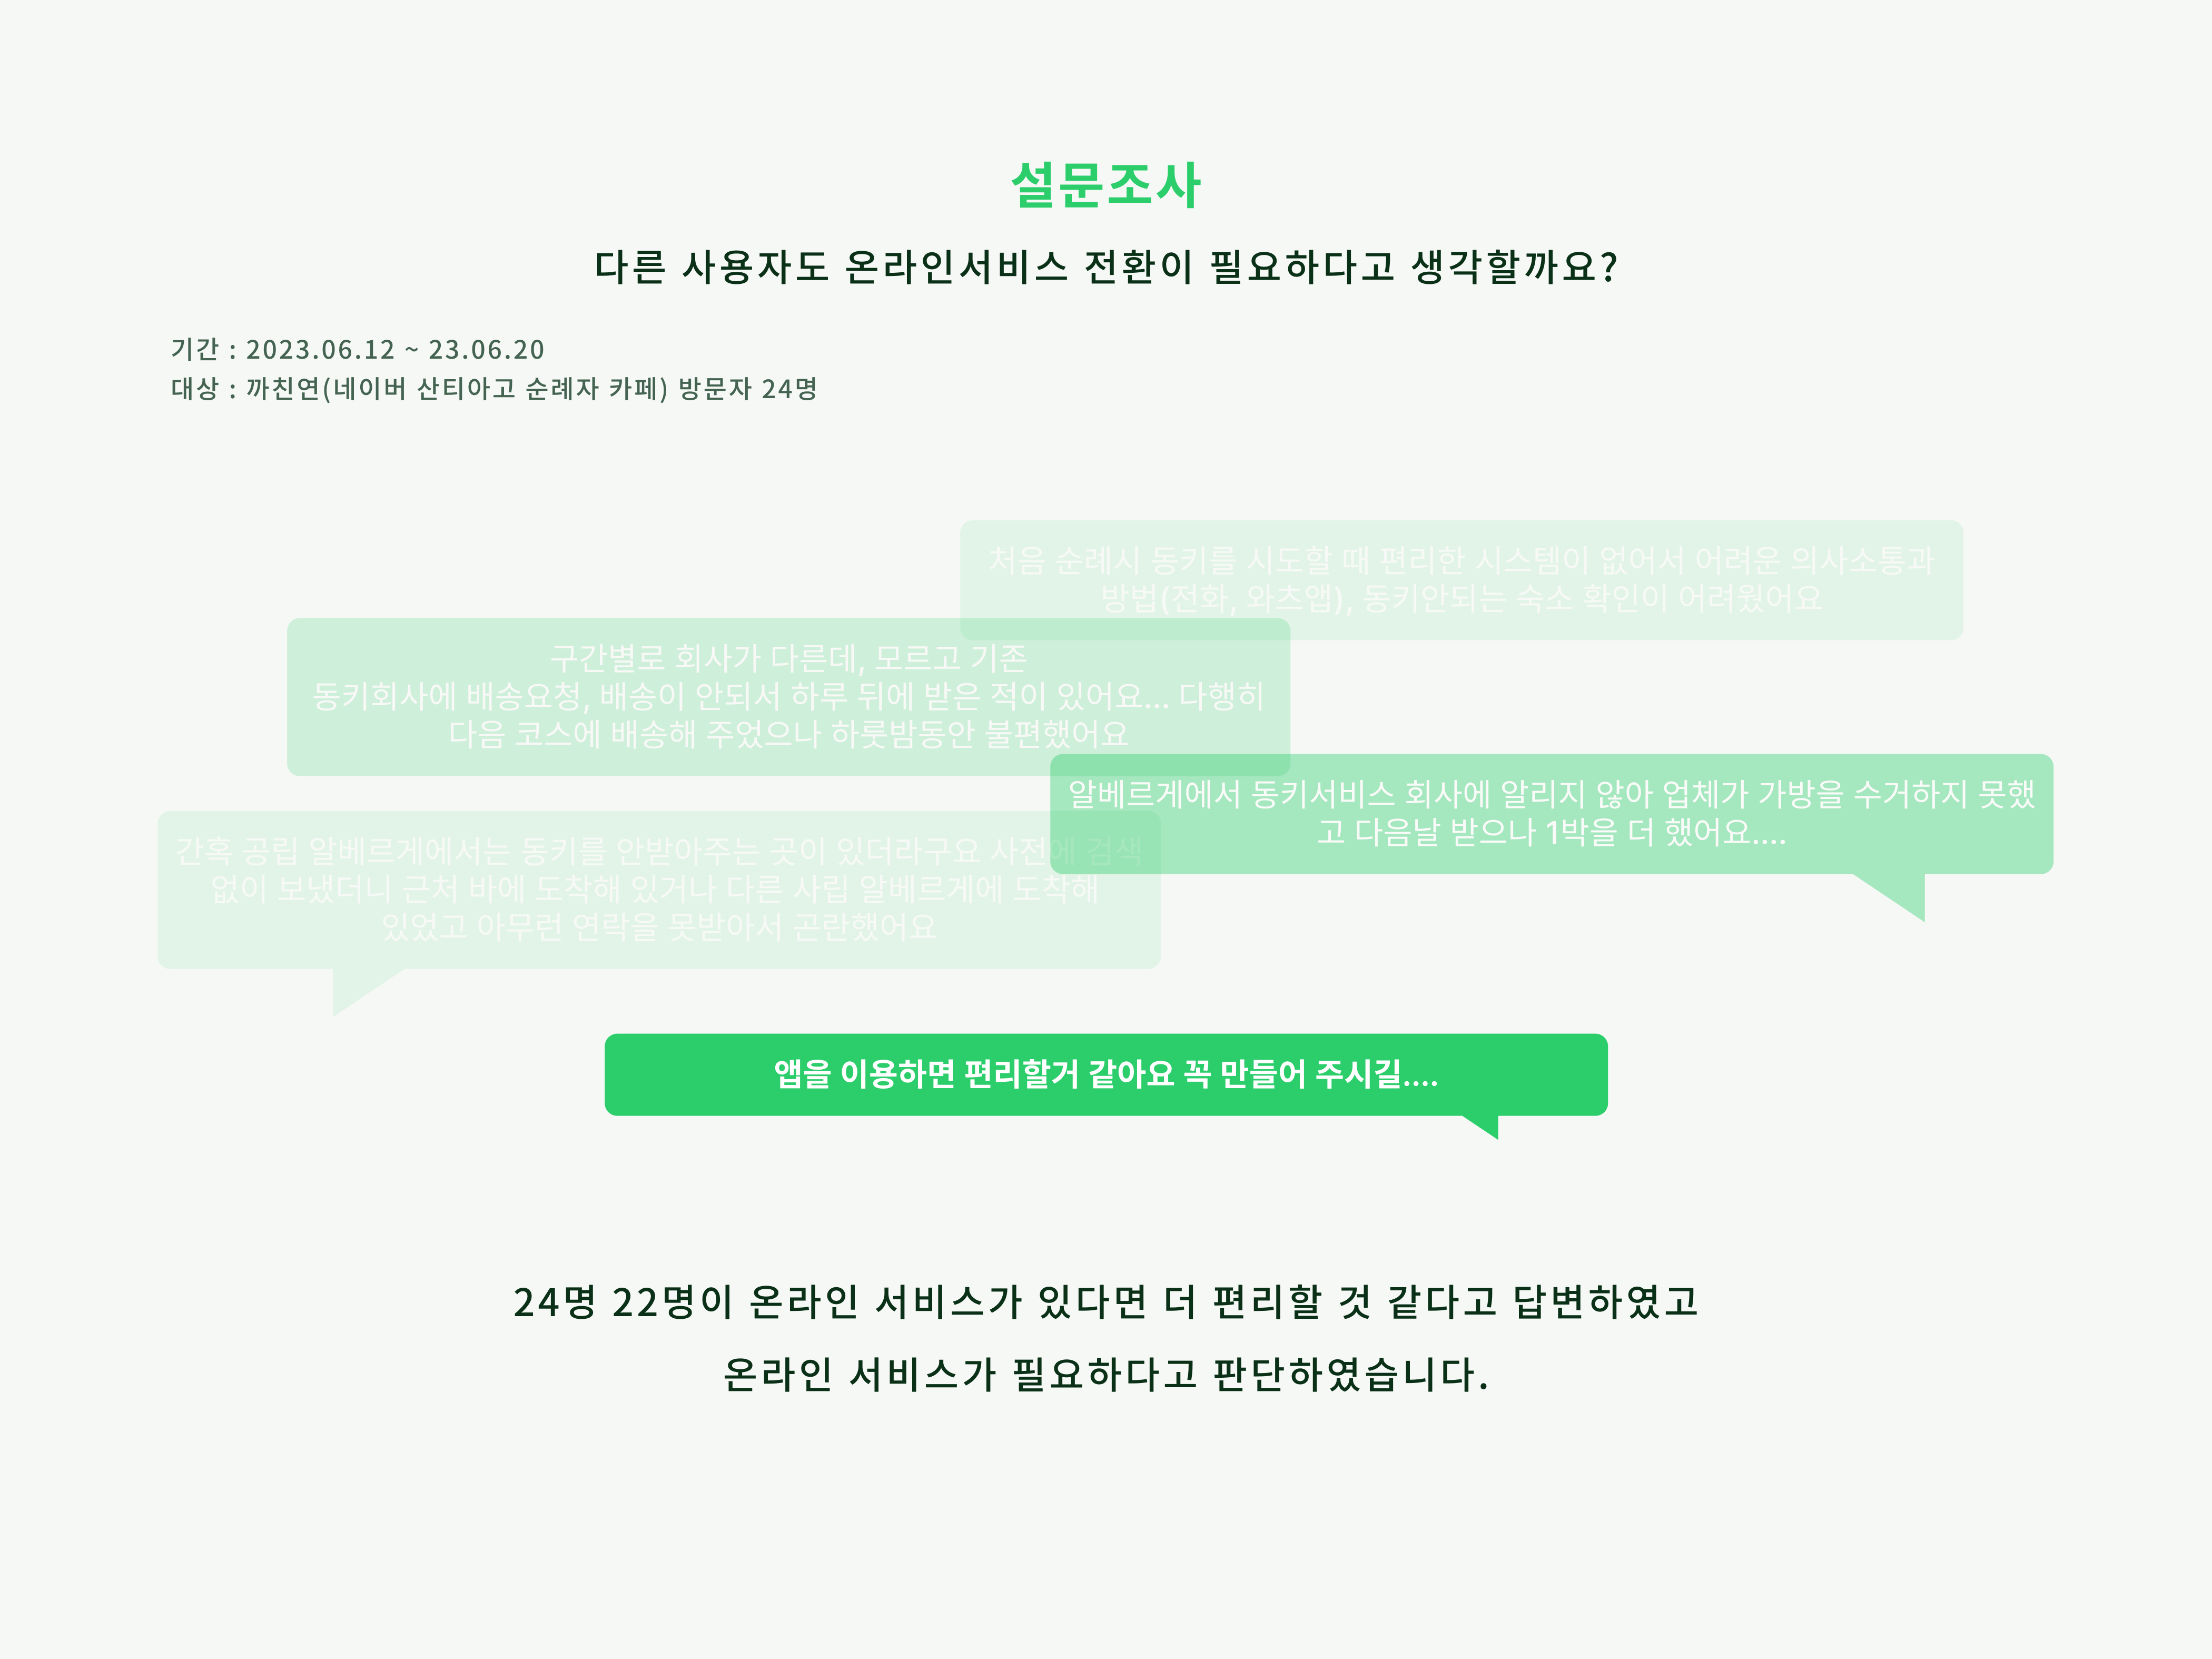 설문조사
다른 사용자도 온라인서비스 전환이 필요하다고 생각할까요?
기간 : 2023.06.12 ~ 23.06.20
대상 : 까친연(네이버 산티아고 순례자 카페) 방문자 24명
처음 순례시 동키를 시도할 때 편리한 시스템이 없어서 어려운 의사소통과
방법(전화, 와츠앱), 동키안되는 숙소 확인이 어려웠어요
구간별로 회사가 다른데, 모르고 기존
동키회사에 배송요청, 배송이 안되서 하루 뒤에 받은 적이 있어요... 다행히
다음 코스에 배송해 주었으나 하룻밤동안 불편했어요
알베르게에서 동키서비스 회사에 알리지 않아 업체가 가방을 수거하지 못했
고 다음날 받으나 1박을 더 했어요....
간혹 공립 알베르게에서는 동키를 안받아주는 곳이 있더라구요 사전에 검색
없이 보냈더니 근처 바에 도착해 있거나 다른 사립 알베르게에 도착해
있었고 아무런 연락을 못받아서 곤란했어요
앱을 이용하면 편리할거 같아요 꼭 만들어 주시길....
24명 22명이 온라인 서비스가 있다면 더 편리할 것 같다고 답변하였고
온라인 서비스가 필요하다고 판단하였습니다.